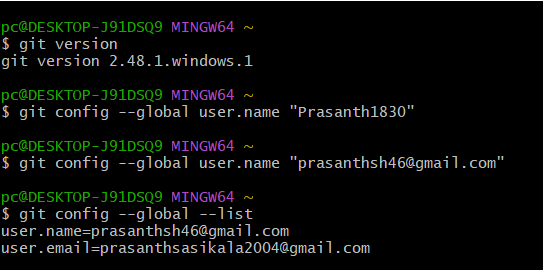 pc@DESKTOP-J91DSQ9 MINGW64 ~
$ git version
git version 2.48.1.windows.1
pc@DESKTOP-J91DSQ9 MINGW64 ~
$ git config --global user.name "Prasanth1830"
pc@DESKTOP-J91DSQ9 MINGW64 ~
$ git config --global user.name "prasanthsh46@gmail.com"
pc@DESKTOP-J91DSQ9 MINGW64 ~
$ git config --global --list
user.name=prasanthsh46@gmail.com
user.email=prasanthsasikala2004@gmail.com